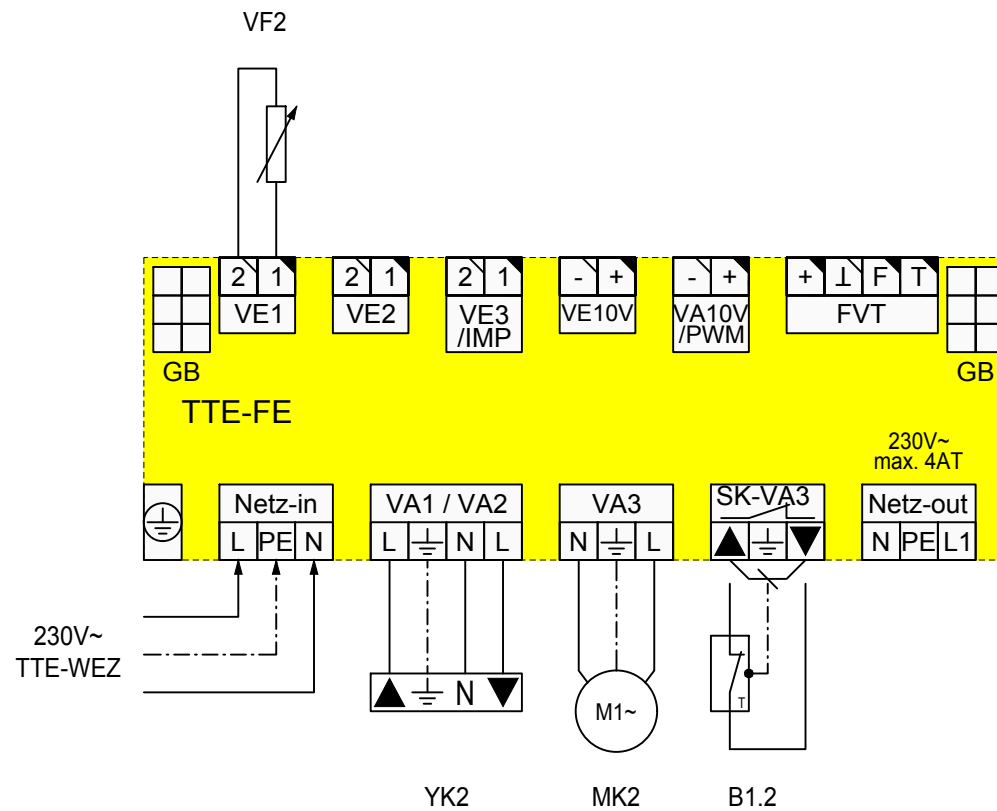 VF2
2 1
2 1
2 1
- +
- +
+ ⊥ F T
VE1
VE2
VE3
/IMP
VE10V
VA10V
/PWM
FVT
GB
GB
TTE-FE
230V~
max. 4AT
Netz-in
VA1 / VA2
VA3
SK-VA3
Netz-out
L PE N
L N L
N L
N PE L1
230V~
TTE-WEZ
N
M1~
T
YK2
MK2
B1.2